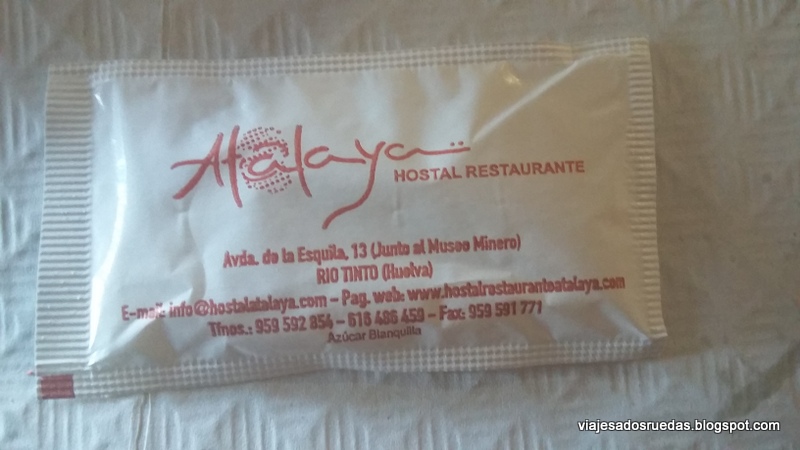 Atalaya
HOSTAL RESTAURANTE
Avda. de la Esquila, 13 (Junto al Museo Minero)
RIO TINTO (Huelva)
E-mail: info@hostalatalaya.com - Pag. web: www.hostalrestauranteatalaya.com
Tfnos.: 959 592 854 - 618 486 459 - Fax: 959 591 771
Azúcar Blanquilla
viajesadosruedas.blogspot.com